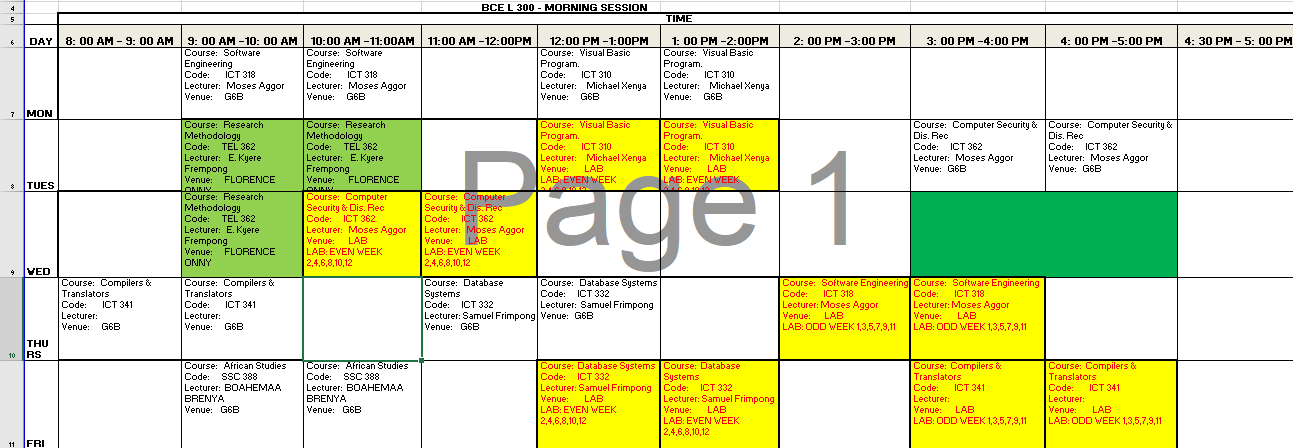 4
BCE L 300 - MORNING SESSION
5
TIME
6
DAY
8: 00 AM - 9: 00 AM
9: 00 AM -10: 00 AM
10:00 AM -11:00AM
11:00 AM -12:00PM
12:00 PM -1:00PM
1: 00 PM -2:00PM
2: 00 PM -3:00 PM
3: 00 PM -4:00 PM
4: 00 PM -5:00 PM
4: 30 PM - 5: 00 PM
7
MON
Course: Software
Engineering
Code: ICT 318
Lecturer: Moses Aggor
Venue: G6B
Course: Software
Engineering
Code: ICT 318
Lecturer: Moses Aggor
Venue: G6B
Course: Visual Basic
Program.
Code: ICT 310
Lecturer: Michael Xenya
Venue: G6B
Course: Visual Basic
Program.
Code: ICT 310
Lecturer: Michael Xenya
Venue: G6B
8
TUES
Course: Research
Methodology
Code: TEL 362
Lecturer: E. Kyere
Frempong
Venue: FLORENCE
ONNY
Course: Research
Methodology
Code: TEL 362
Lecturer: E. Kyere
Frempong
Venue: FLORENCE
ONNY
Course: Visual Basic
Program.
Code: ICT 310
Lecturer: Michael Xenya
Venue: LAB
LAB: EVEN WEEK
2,4,6,8,10,12
Course: Visual Basic
Program.
Code: ICT 310
Lecturer: Michael Xenya
Venue: LAB
LAB: EVEN WEEK
2,4,6,8,10,12
Course: Computer Security &
Dis. Rec
Code: ICT 362
Lecturer: Moses Aggor
Venue: G6B
Course: Computer Security &
Dis. Rec
Code: ICT 362
Lecturer: Moses Aggor
Venue: G6B
Page 1
9
WED
Course: Research
Methodology
Code: TEL 362
Lecturer: E. Kyere
Frempong
Venue: FLORENCE
ONNY
Course: Computer
Security & Dis. Rec
Code: ICT 362
Lecturer: Moses Aggor
Venue: LAB
LAB: EVEN WEEK
2,4,6,8,10,12
Course: Computer
Security & Dis. Rec
Code: ICT 362
Lecturer: Moses Aggor
Venue: LAB
LAB: EVEN WEEK
2,4,6,8,10,12
10
THU
RS
Course: Compilers &
Translators
Code: ICT 341
Lecturer:
Venue: G6B
Course: Compilers &
Translators
Code: ICT 341
Lecturer:
Venue: G6B
Course: Database
Systems
Code: ICT 332
Lecturer: Samuel Frimpong
Venue: G6B
Course: Database Systems
Code: ICT 332
Lecturer: Samuel Frimpong
Venue: G6B
Course: Software Engineering
Code: ICT 318
Lecturer: Moses Aggor
Venue: LAB
LAB: ODD WEEK 1,3,5,7,9,11
Course: Software Engineering
Code: ICT 318
Lecturer: Moses Aggor
Venue: LAB
LAB: ODD WEEK 1,3,5,7,9,11
11
FRI
Course: African Studies
Code: SSC 388
Lecturer: BOAHEMAA
BRENYA
Venue: G6B
Course: African Studies
Code: SSC 388
Lecturer: BOAHEMAA
BRENYA
Venue: G6B
Course: Database Systems
Code: ICT 332
Lecturer: Samuel Frimpong
Venue: LAB
LAB: EVEN WEEK
2,4,6,8,10,12
Course: Database
Systems
Code: ICT 332
Lecturer: Samuel Frimpong
Venue: LAB
LAB: EVEN WEEK
2,4,6,8,10,12
Course: Compilers &
Translators
Code: ICT 341
Lecturer:
Venue: LAB
LAB: ODD WEEK 1,3,5,7,9,11
Course: Compilers &
Translators
Code: ICT 341
Lecturer:
Venue: LAB
LAB: ODD WEEK 1,3,5,7,9,11